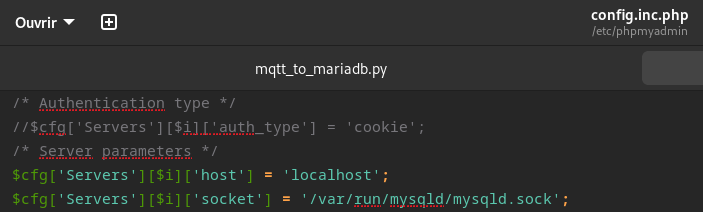 Ouvrir
config.inc.php
/etc/phpmyadmin
mqtt_to_mariadb.py
/* Authentication type */
//$cfg['Servers'][$i]['auth_type'] = 'cookie';
/* Server parameters */
$cfg['Servers'][$i]['host'] = 'localhost';
$cfg['Servers'][$i]['socket'] = '/var/run/mysqld/mysqld.sock';